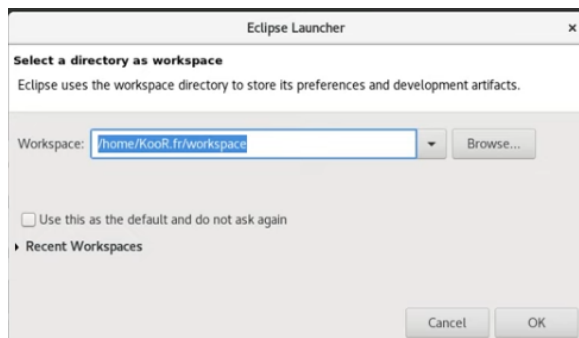 Eclipse Launcher
Select a directory as workspace
Eclipse uses the workspace directory to store its preferences and development artifacts.
Workspace: /home/KooR.fr/workspace Browse...
Use this as the default and do not ask again
Recent Workspaces
Cancel OK